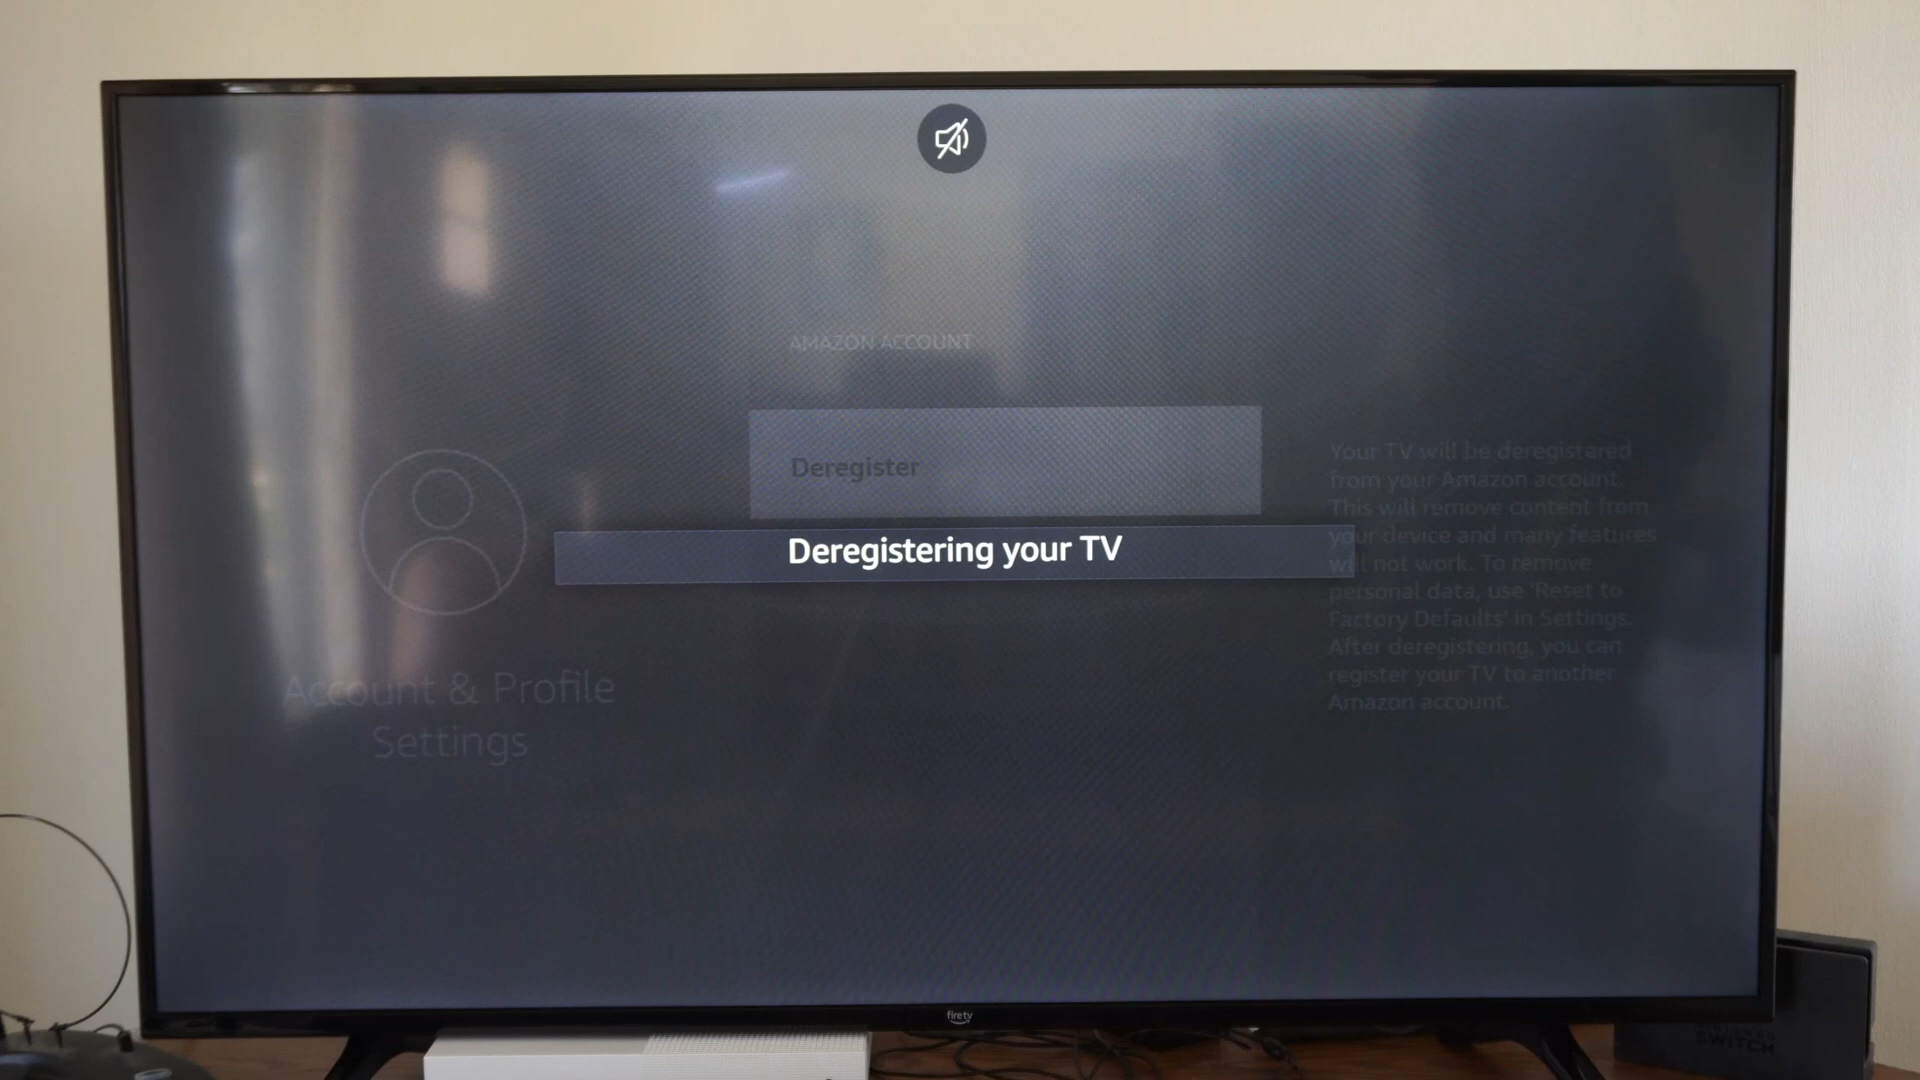 AMAZON ACCOUNT
Deregister
Deregistering your TV
Account & Profile
Settings
Your TV will be deregistered
from your Amazon account.
This will remove content from
your device and many features
will not work. To remove
personal data, use 'Reset to
Factory Defaults' in Settings.
After deregistering, you can
register your TV to another
Amazon account.
firetv
SWITCH